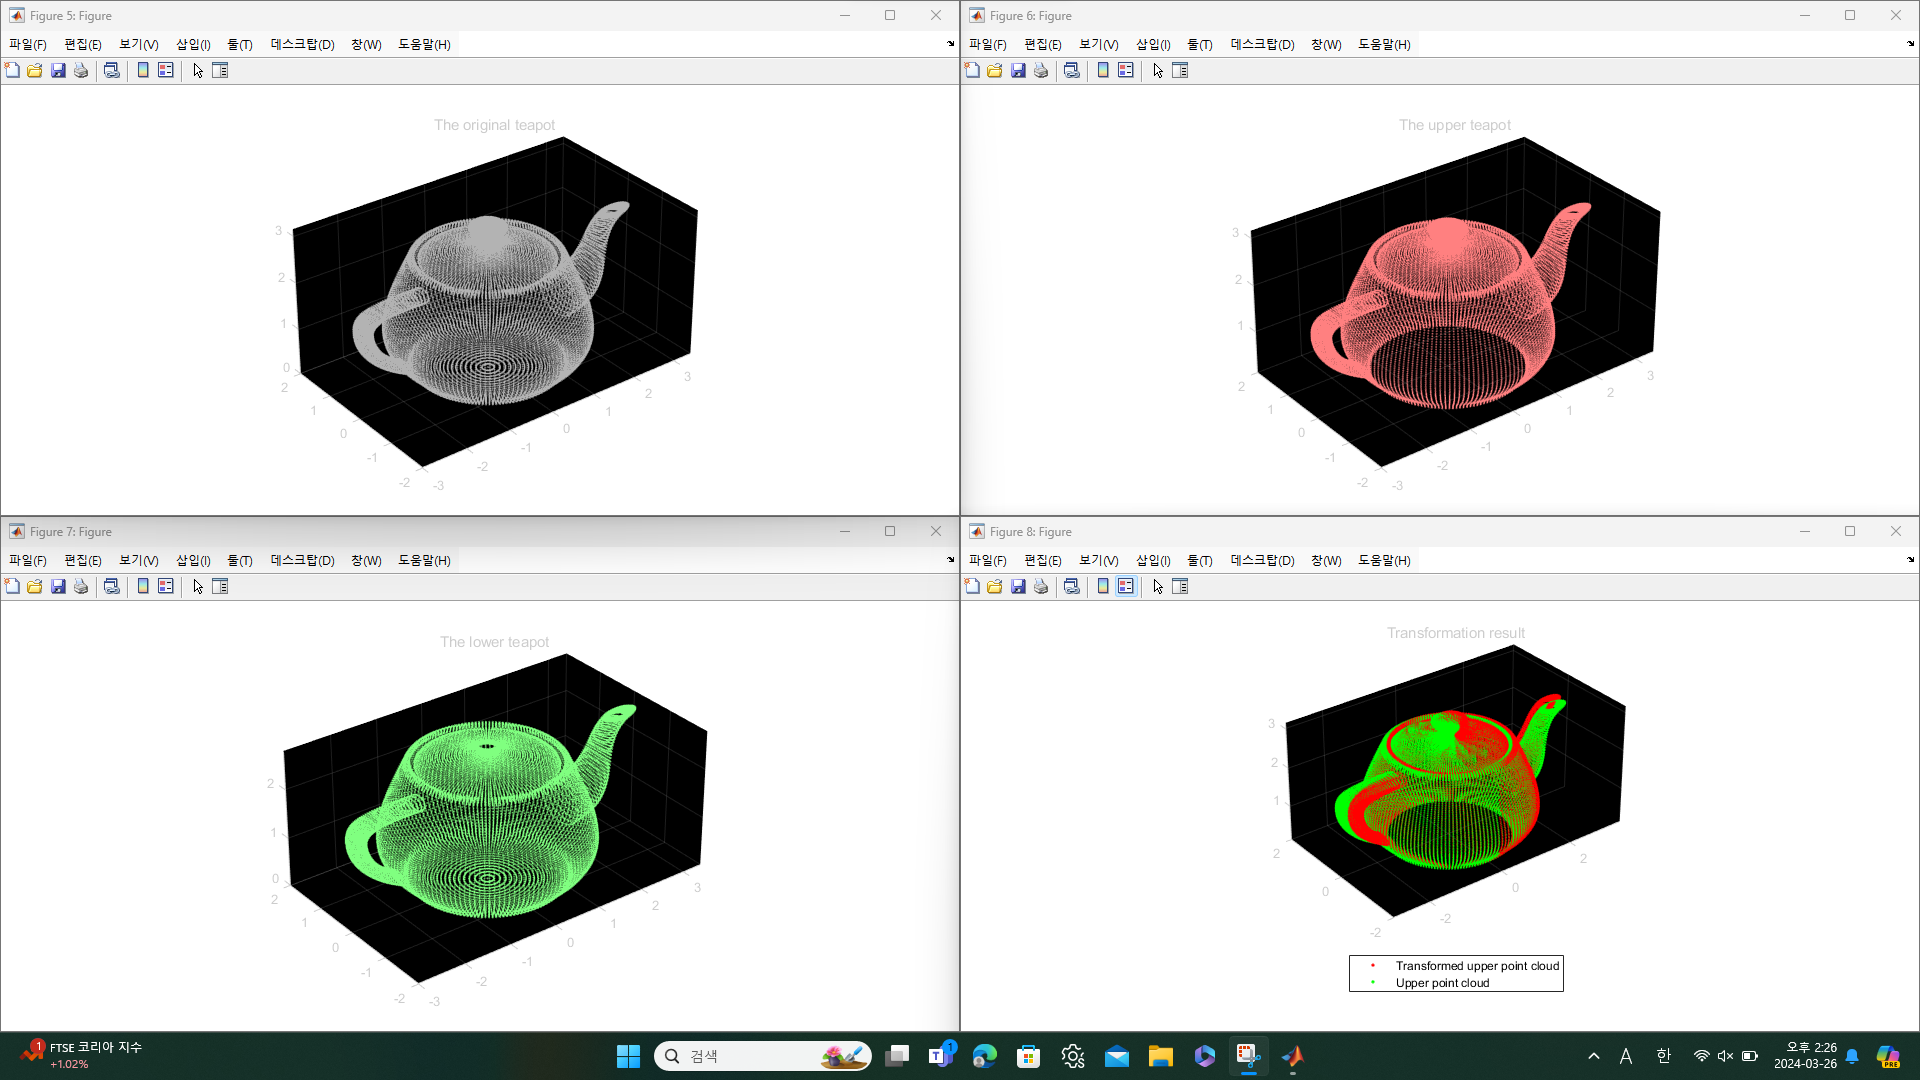 Figure 5: Figure
파일(F) 편집(E) 보기(V) 삽입(I) 툴(T) 데스크탑(D) 창(W) 도움말(H)
The original teapot
3
2
1
0
2
1
0
-1
-2
-3
-2
-1
0
1
2
3
Figure 6: Figure
파일(F) 편집(E) 보기(V) 삽입(I) 툴(T) 데스크탑(D) 창(W) 도움말(H)
The upper teapot
3
2
1
2
1
0
-1
-2
-3
-2
-1
0
1
2
3
Figure 7: Figure
파일(F) 편집(E) 보기(V) 삽입(I) 툴(T) 데스크탑(D) 창(W) 도움말(H)
The lower teapot
2
1
0
2
1
0
-1
-2
-3
-2
-1
0
1
2
3
Figure 8: Figure
파일(F) 편집(E) 보기(V) 삽입(I) 툴(T) 데스크탑(D) 창(W) 도움말(H)
Transformation result
3
2
1
2
0
-2
-2
0
2
Transformed upper point cloud
Upper point cloud
1
FTSE 코리아 지수
+1.02%
검색
T
1
A
한
오후 2:26
2024-03-26
PRE